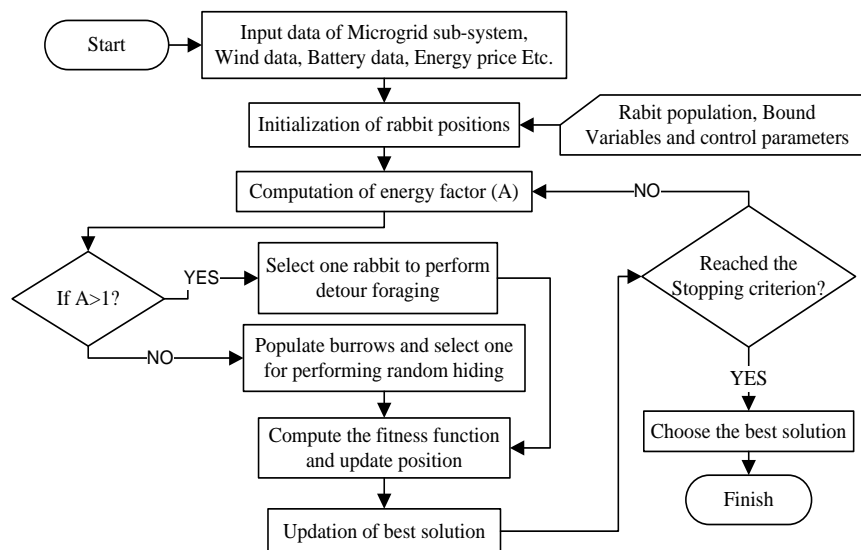 Start
Input data of Microgrid sub-system,
Wind data, Battery data, Energy price Etc.
Initialization of rabbit positions
Rabit population, Bound
Variables and control parameters
Computation of energy factor (A)
NO
If A>1?
YES
Select one rabbit to perform
detour foraging
Reached the
Stopping criterion?
NO
Populate burrows and select one
for performing random hiding
YES
Compute the fitness function
and update position
Choose the best solution
Updation of best solution
Finish